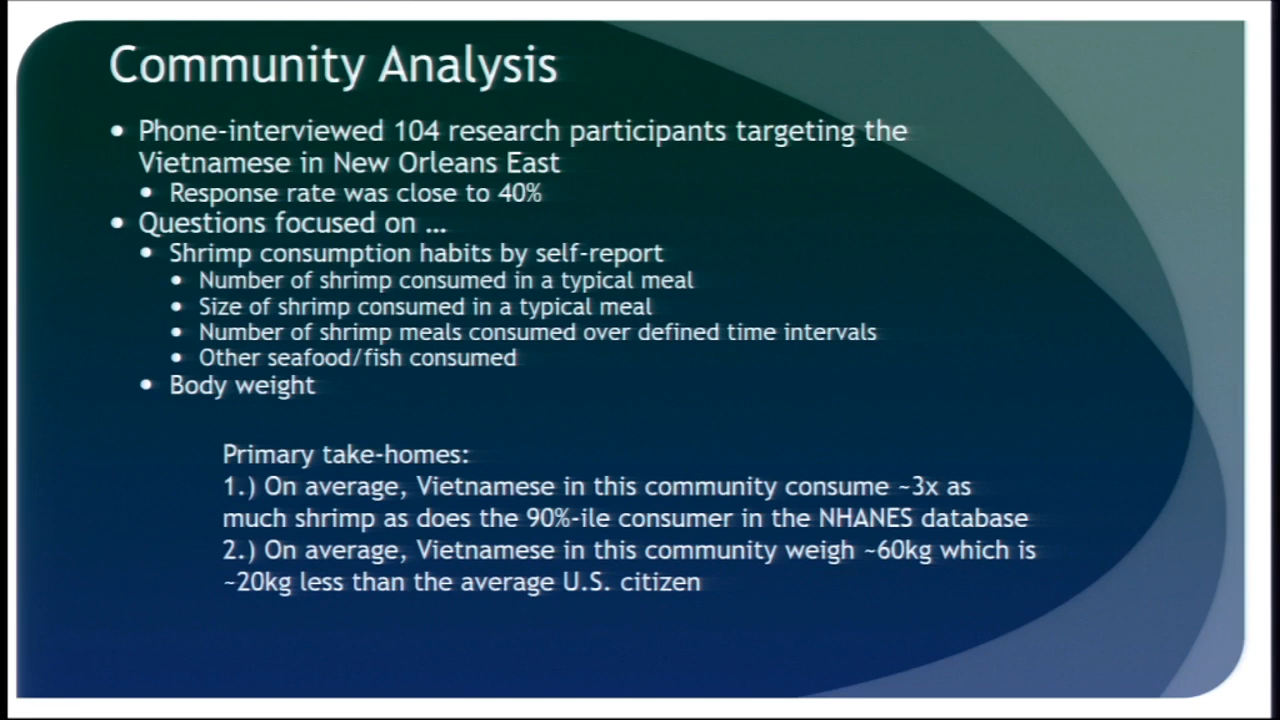 Community Analysis
• Phone-interviewed 104 research participants targeting the
Vietnamese in New Orleans East
• Response rate was close to 40%
• Questions focused on …
• Shrimp consumption habits by self-report
• Number of shrimp consumed in a typical meal
• Size of shrimp consumed in a typical meal
• Number of shrimp meals consumed over defined time intervals
• Other seafood/fish consumed
• Body weight
Primary take-homes:
1.) On average, Vietnamese in this community consume ~3x as
much shrimp as does the 90%-ile consumer in the NHANES database
2.) On average, Vietnamese in this community weigh ~60kg which is
~20kg less than the average U.S. citizen